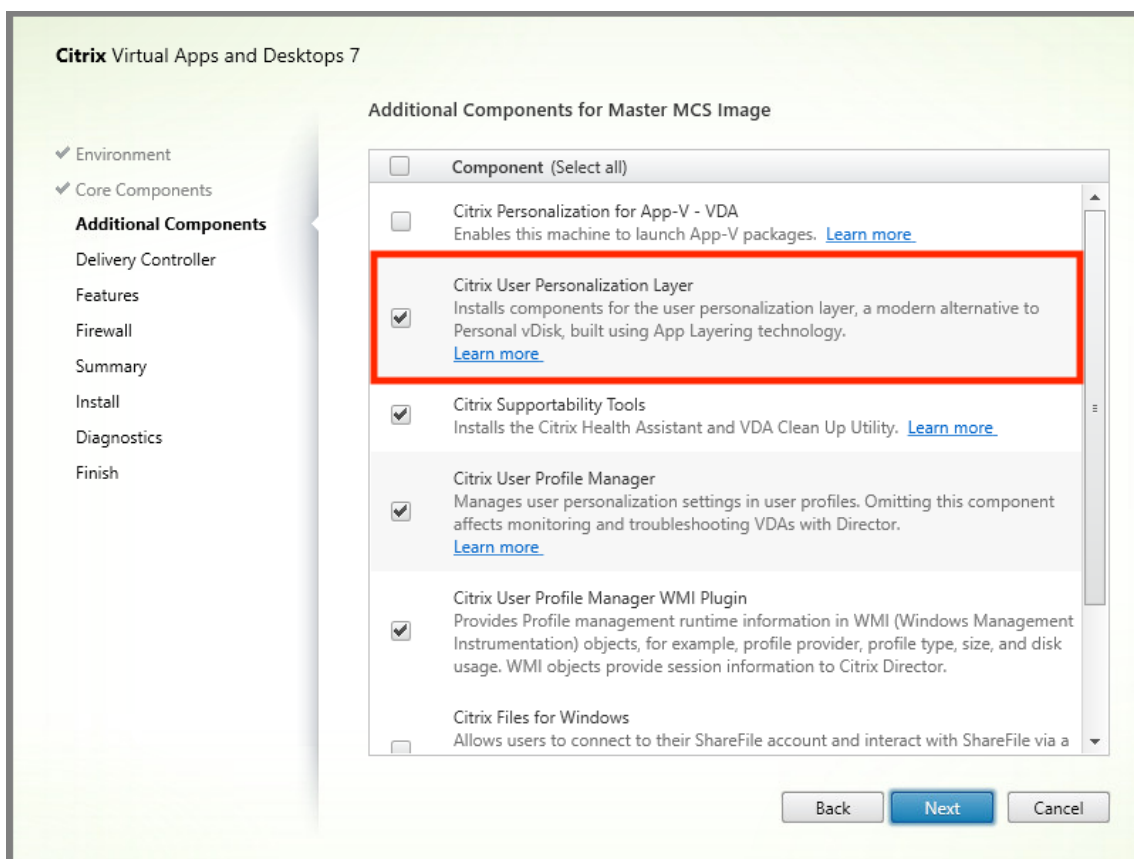 Citrix Virtual Apps and Desktops 7
Additional Components for Master MCS Image
Environment
Core Components
Additional Components
Delivery Controller
Features
Firewall
Summary
Install
Diagnostics
Finish
Component (Select all)
Citrix Personalization for App-V - VDA
Enables this machine to launch App-V packages. Learn more
Citrix User Personalization Layer
Installs components for the user personalization layer, a modern alternative to
Personal vDisk, built using App Layering technology.
Learn more
Citrix Supportability Tools
Installs the Citrix Health Assistant and VDA Clean Up Utility. Learn more
Citrix User Profile Manager
Manages user personalization settings in user profiles. Omitting this component
affects monitoring and troubleshooting VDAs with Director.
Learn more
Citrix User Profile Manager WMI Plugin
Provides Profile management runtime information in WMI (Windows Management
Instrumentation) objects, for example, profile provider, profile type, size, and disk
usage. WMI objects provide session information to Citrix Director.
Citrix Files for Windows
Allows users to connect to their ShareFile account and interact with ShareFile via a
Back
Next
Cancel